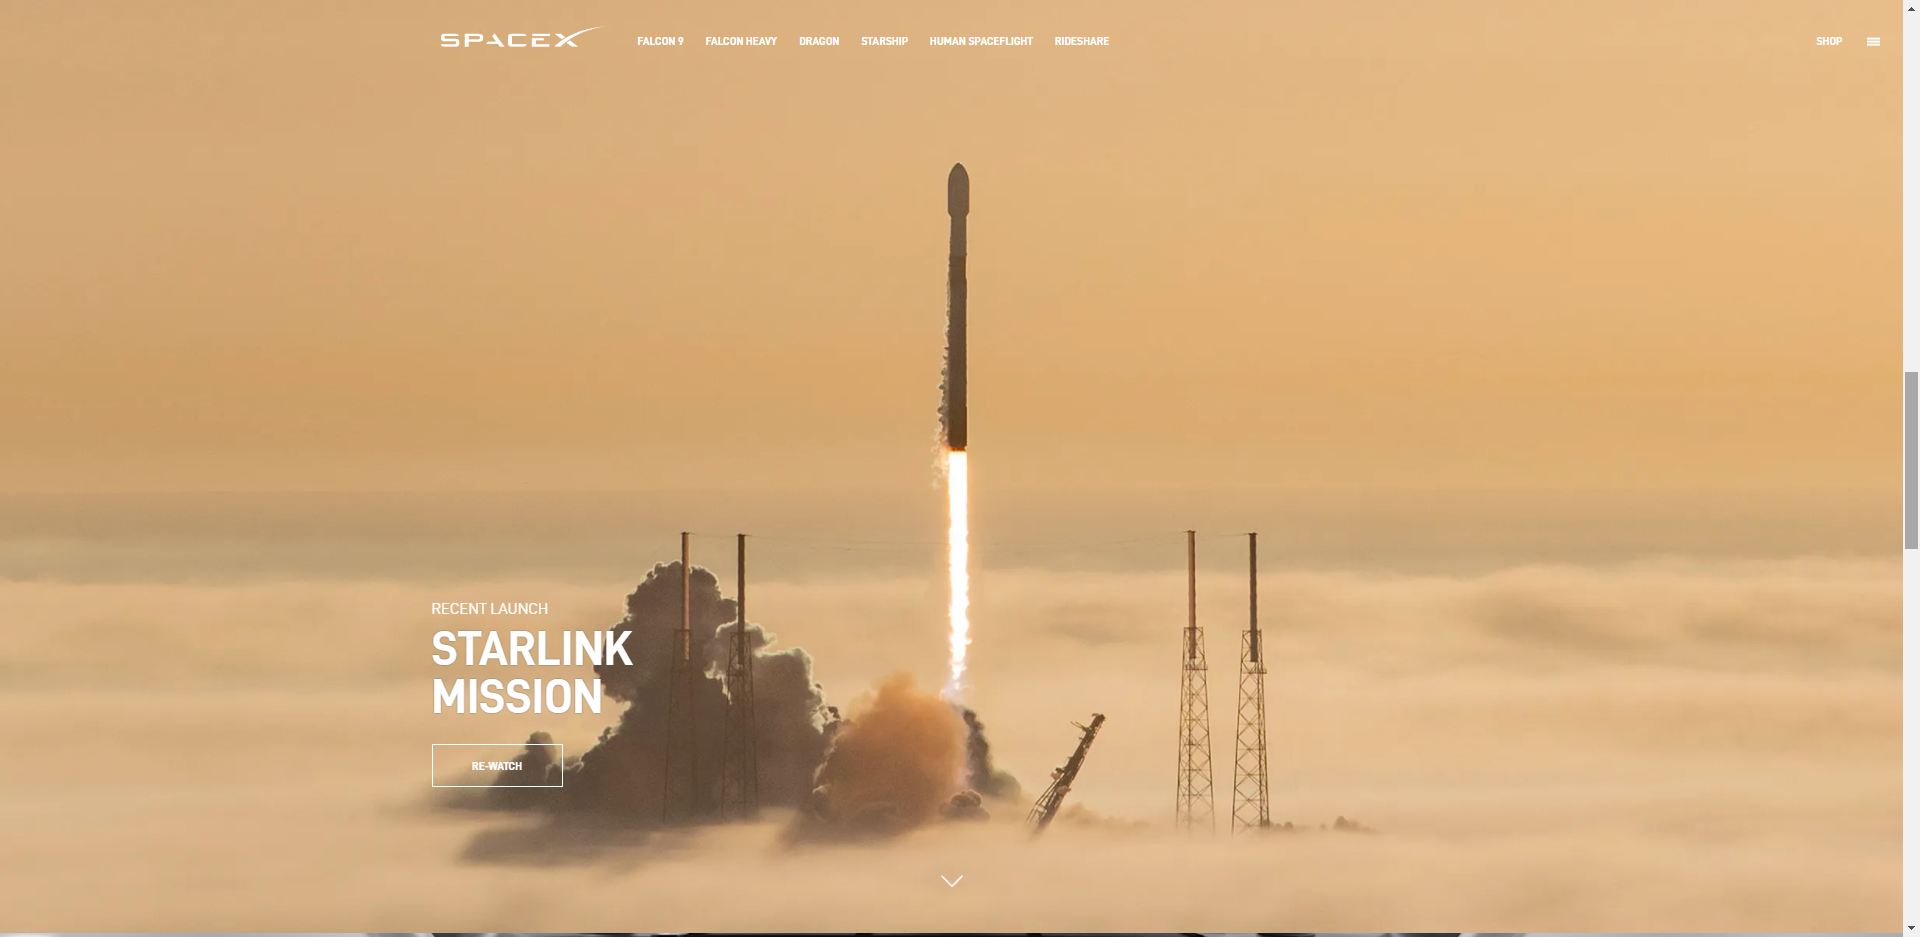 SPACEX FALCON 9 FALCON HEAVY DRAGON STARSHIP HUMAN SPACEFLIGHT RIDESHARE SHOP
RECENT LAUNCH
STARLINK
MISSION
RE-WATCH